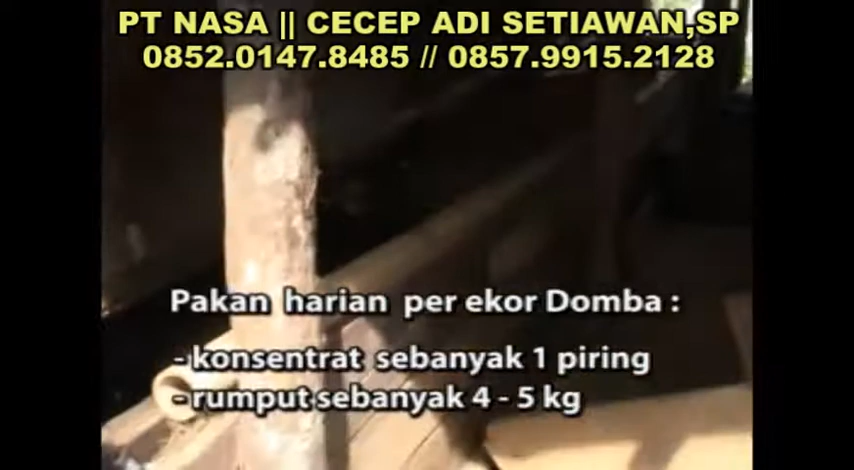 PT NASA || CECEP ADI SETIAWAN,SP
0852.0147.8485 // 0857.9915.2128
Pakan harian per ekor Domba :
-konsentrat sebanyak 1 piring
-rumput sebanyak 4 - 5 kg